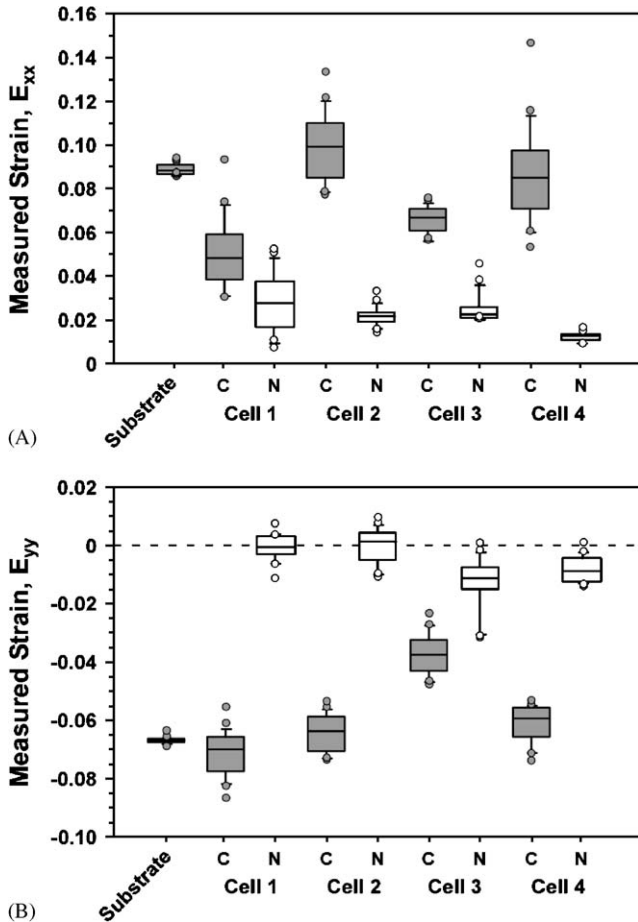 Measured Strain, Exx
0.16
0.14
0.12
0.10
0.08
0.06
0.04
0.02
0
C N C N C N C N
Substrate Cell 1 Cell 2 Cell 3 Cell 4
(A)
Measured Strain, Eyy
0.02
0
-0.02
-0.04
-0.06
-0.08
-0.10
C N C N C N C N
Substrate Cell 1 Cell 2 Cell 3 Cell 4
(B)